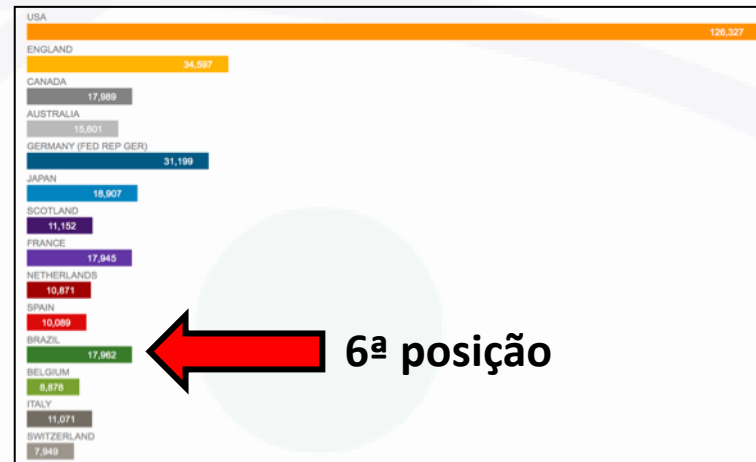 USA
126,327
ENGLAND
34,597
CANADA
17,989
AUSTRALIA
15,601
GERMANY (FED REP GER)
31,199
JAPAN
18,907
SCOTLAND
11,152
FRANCE
17,945
NETHERLANDS
10,871
SPAIN
10,089
BRAZIL
17,962
6ª posição
BELGIUM
8,878
ITALY
11,071
SWITZERLAND
7,949